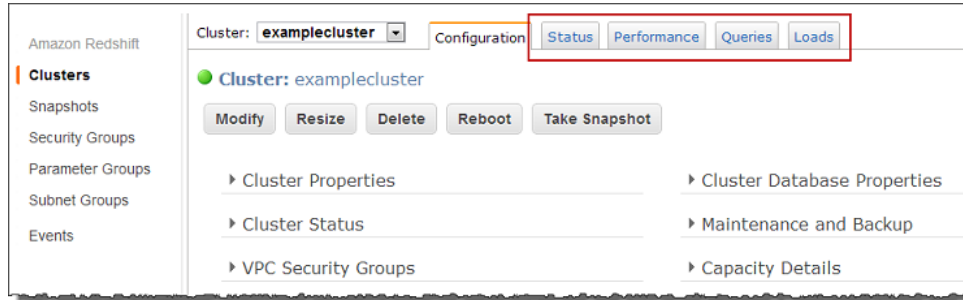 Amazon Redshift
Clusters
Snapshots
Security Groups
Parameter Groups
Subnet Groups
Events
Cluster: examplecluster
Configuration Status Performance Queries Loads
Cluster: examplecluster
Modify Resize Delete Reboot Take Snapshot
Cluster Properties
Cluster Database Properties
Cluster Status
Maintenance and Backup
VPC Security Groups
Capacity Details